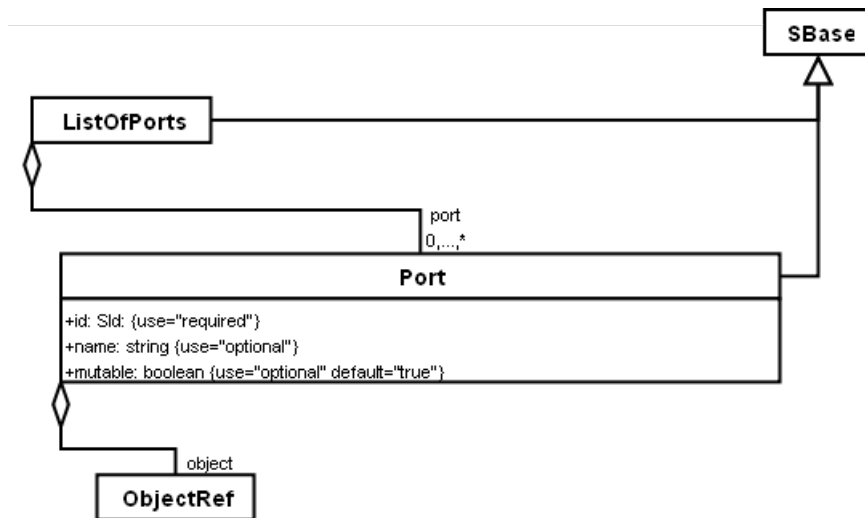 SBase
ListOfPorts
port
0,...,*
Port
+id: SId: {use="required"}
+name: string {use="optional"}
+mutable: boolean {use="optional" default="true"}
object
ObjectRef